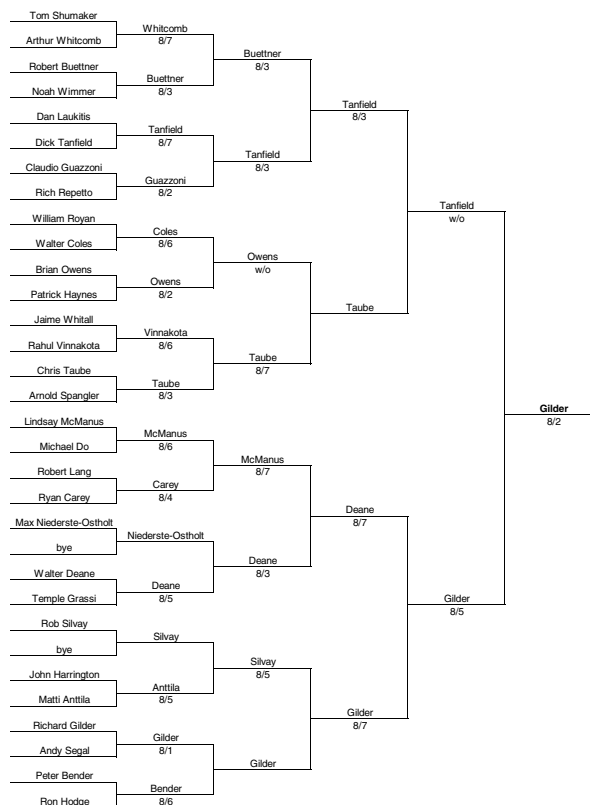 Tom Shumaker
Arthur Whitcomb
Robert Buettner
Noah Wimmer
Dan Laukitis
Dick Tanfield
Claudio Guazzoni
Rich Repetto
William Royan
Walter Coles
Brian Owens
Patrick Haynes
Jaime Whitall
Rahul Vinnakota
Chris Taube
Arnold Spangler
Lindsay McManus
Michael Do
Robert Lang
Ryan Carey
Max Niederste-Ostholt
bye
Walter Deane
Temple Grassi
Rob Silvay
bye
John Harrington
Matti Anttila
Richard Gilder
Andy Segal
Peter Bender
Ron Hodge
Whitcomb
8/7
Buettner
8/3
Tanfield
8/7
Guazzoni
8/2
Coles
8/6
Owens
8/2
Vinnakota
8/6
Taube
8/3
McManus
8/6
Carey
8/4
Niederste-Ostholt
Deane
8/5
Silvay
Anttila
8/5
Gilder
8/1
Bender
8/6
Buettner
8/3
Tanfield
8/3
Owens
w/o
Taube
8/7
McManus
8/7
Deane
8/3
Silvay
8/5
Gilder
Tanfield
8/3
Taube
Deane
8/7
Gilder
8/7
Tanfield
w/o
Gilder
8/5
Gilder
8/2